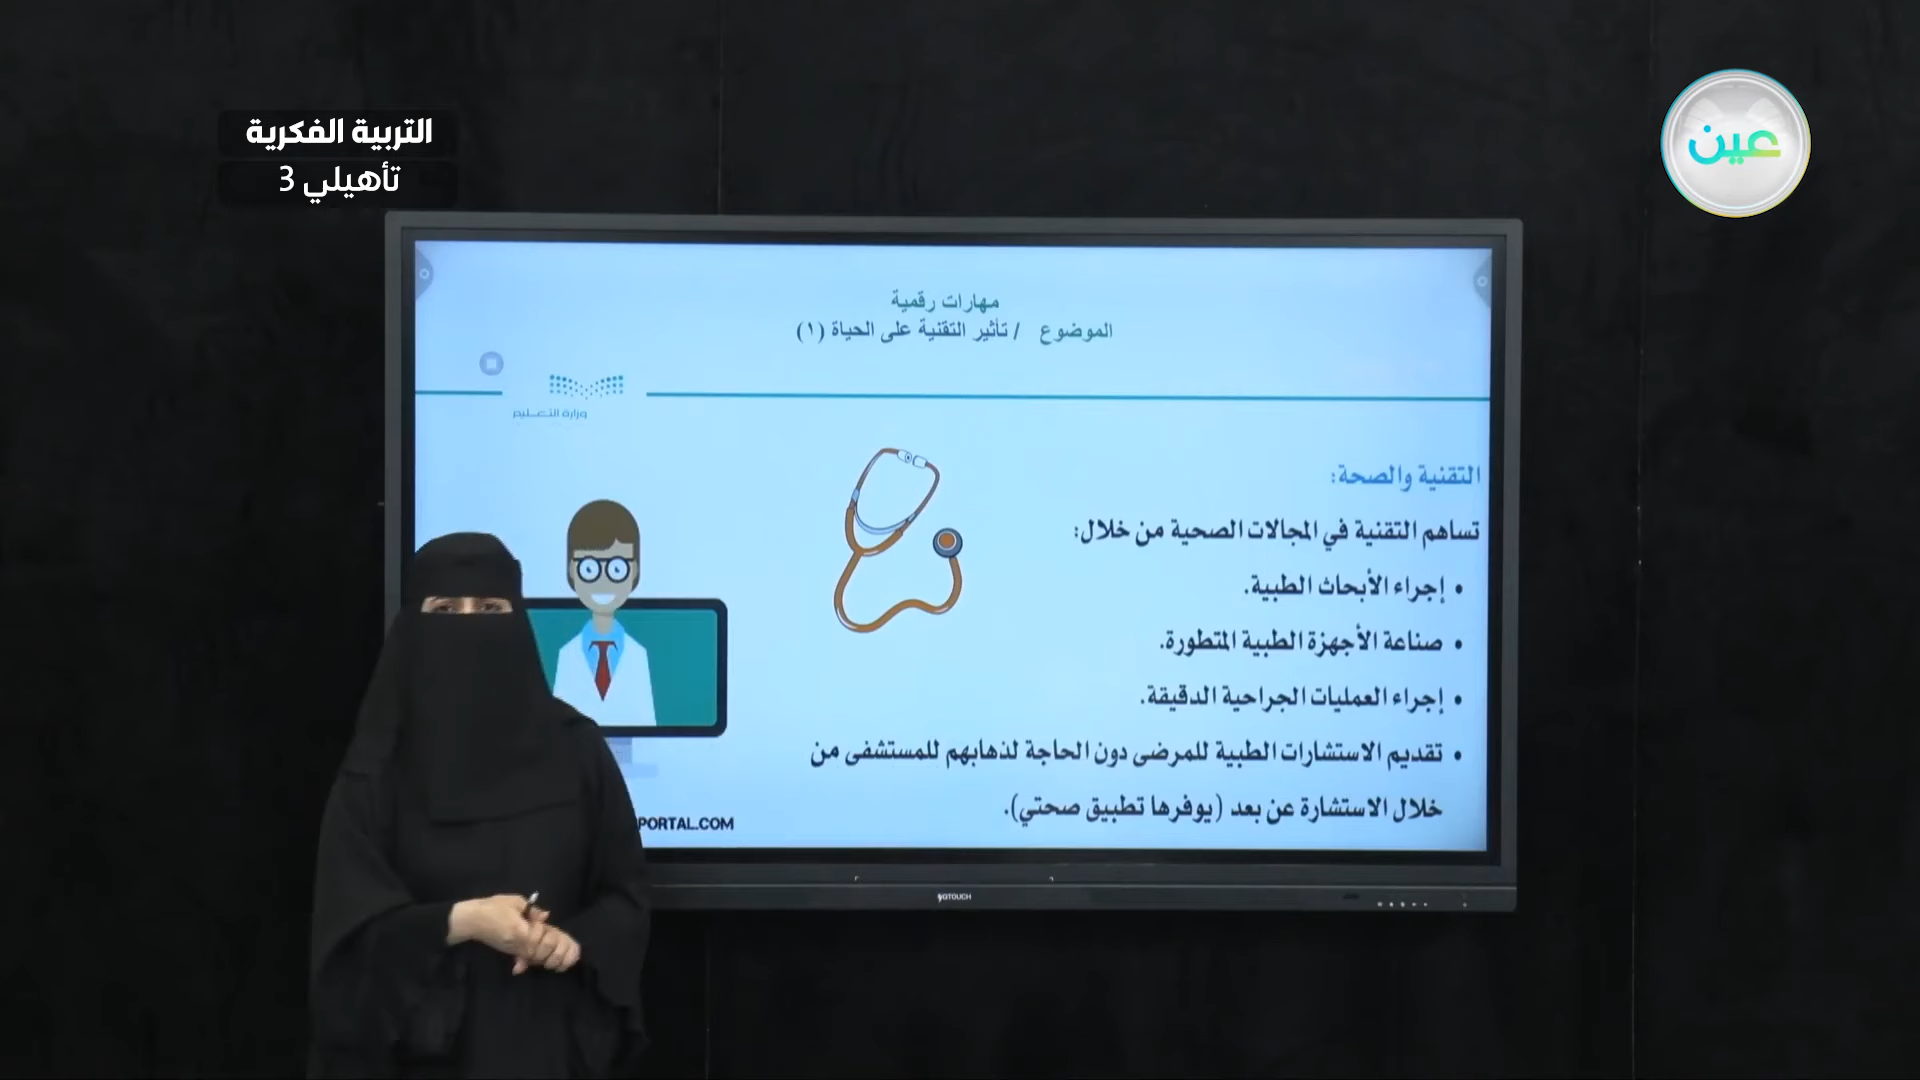 التربية الفكرية
تأهيلي 3
عين
مهارات رقمية
الموضوع / تأثير التقنية على الحياة (١)
وزارة التعليم
التقنية والصحة:
تساهم التقنية في المجالات الصحية من خلال:
• إجراء الأبحاث الطبية.
• صناعة الأجهزة الطبية المتطورة.
• إجراء العمليات الجراحية الدقيقة.
• تقديم الاستشارات الطبية للمرضى دون الحاجة لذهابهم للمستشفى من
خلال الاستشارة عن بعد (يوفرها تطبيق صحتي).
PORTAL.COM